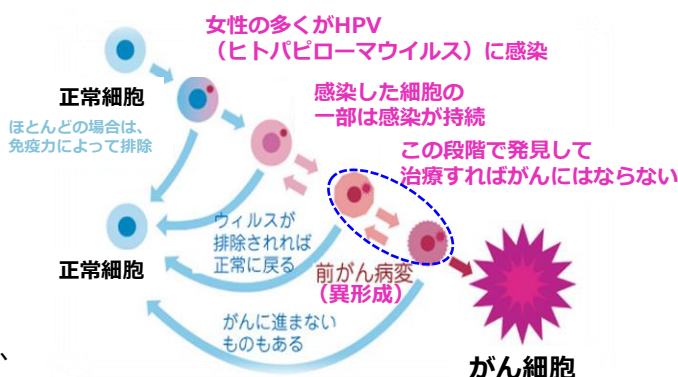 女性の多くがHPV
（ヒトパピローマウイルス）に感染
正常細胞
感染した細胞の
一部は感染が持続
ほとんどの場合は、
免疫力によって排除
この段階で発見して
治療すればがんにはならない
ウィルスが
排除されれば
正常に戻る
正常細胞
前がん病変
（異形成）
がんに進まない
ものもある
、
がん細胞